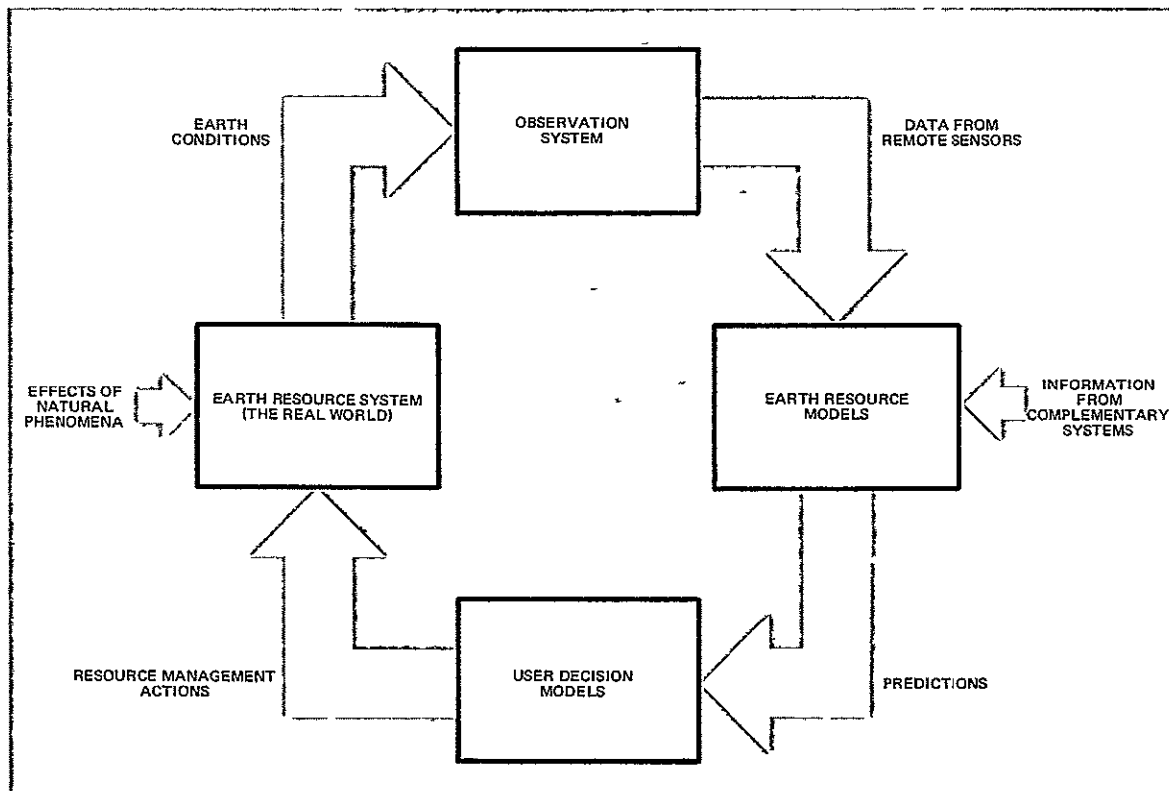 EARTH
CONDITIONS
OBSERVATION
SYSTEM
DATA FROM
REMOTE SENSORS
EFFECTS OF
NATURAL
PHENOMENA
EARTH RESOURCE SYSTEM
(THE REAL WORLD)
EARTH RESOURCE
MODELS
INFORMATION
FROM
COMPLEMENTARY
SYSTEMS
RESOURCE MANAGEMENT
ACTIONS
USER DECISION
MODELS
PREDICTIONS